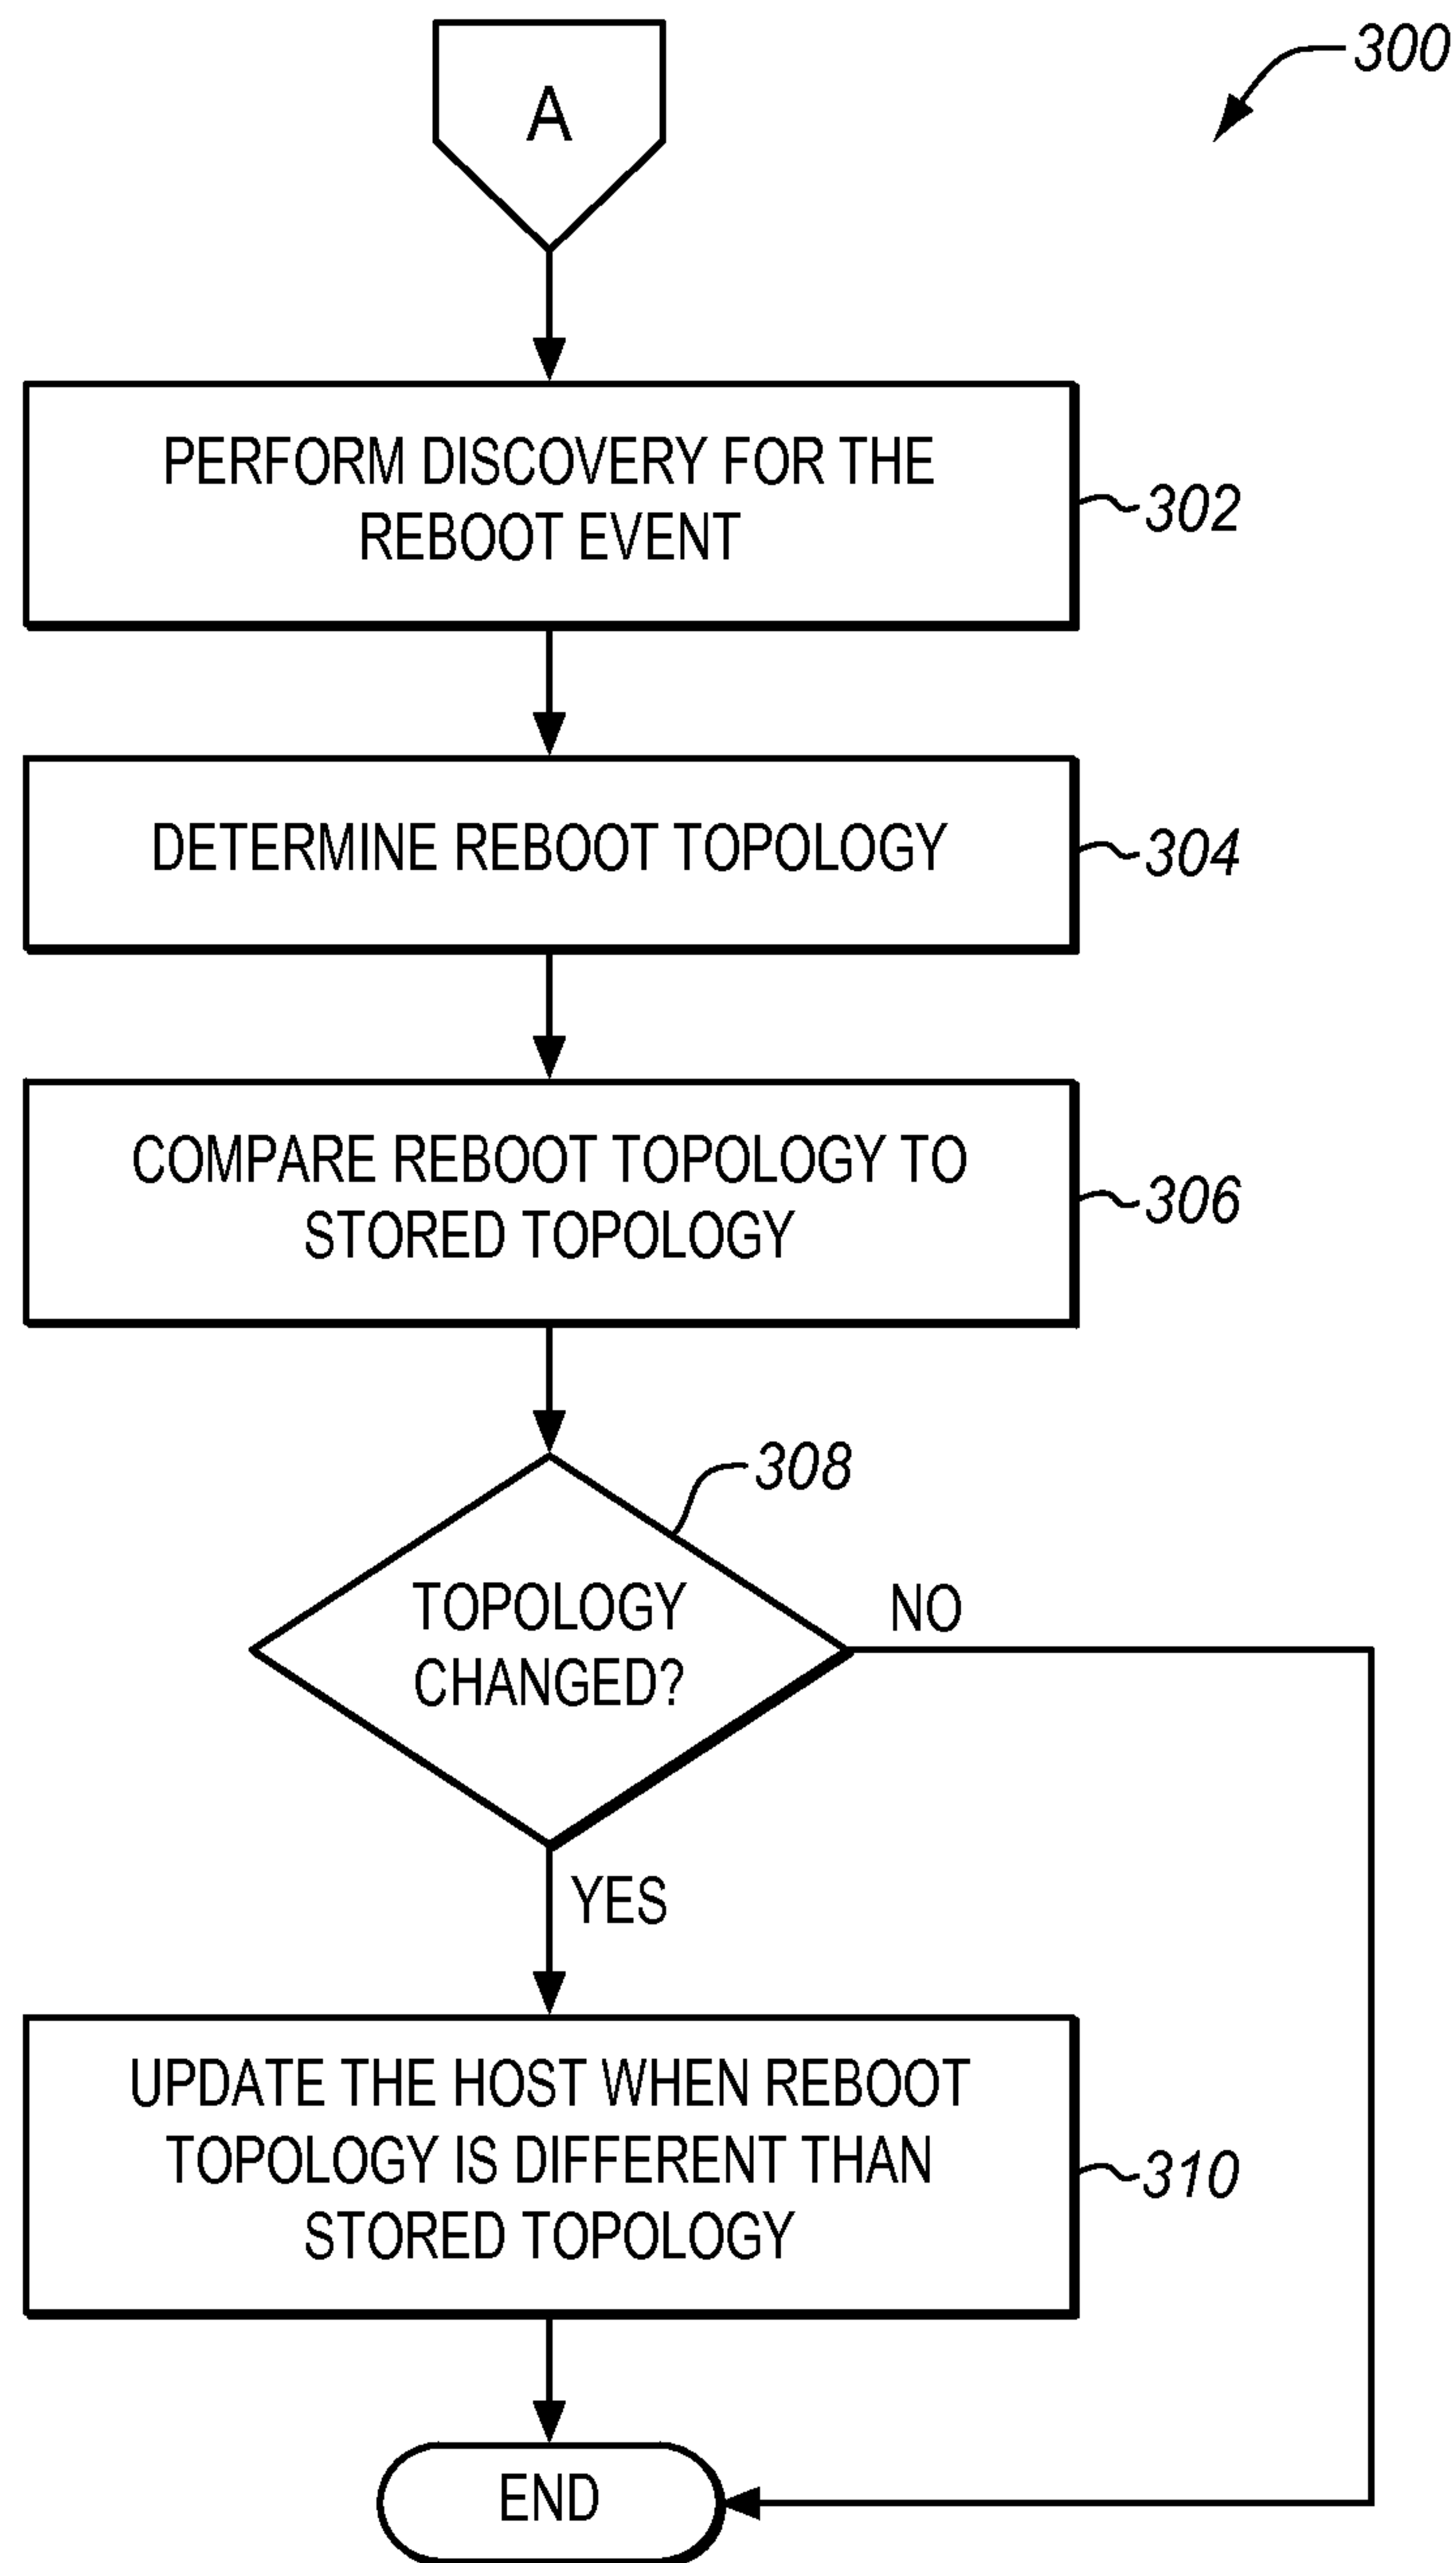 300
A
PERFORM DISCOVERY FOR THE
REBOOT EVENT
302
DETERMINE REBOOT TOPOLOGY
304
COMPARE REBOOT TOPOLOGY TO
STORED TOPOLOGY
306
308
TOPOLOGY
CHANGED?
NO
YES
UPDATE THE HOST WHEN REBOOT
TOPOLOGY IS DIFFERENT THAN
STORED TOPOLOGY
310
END